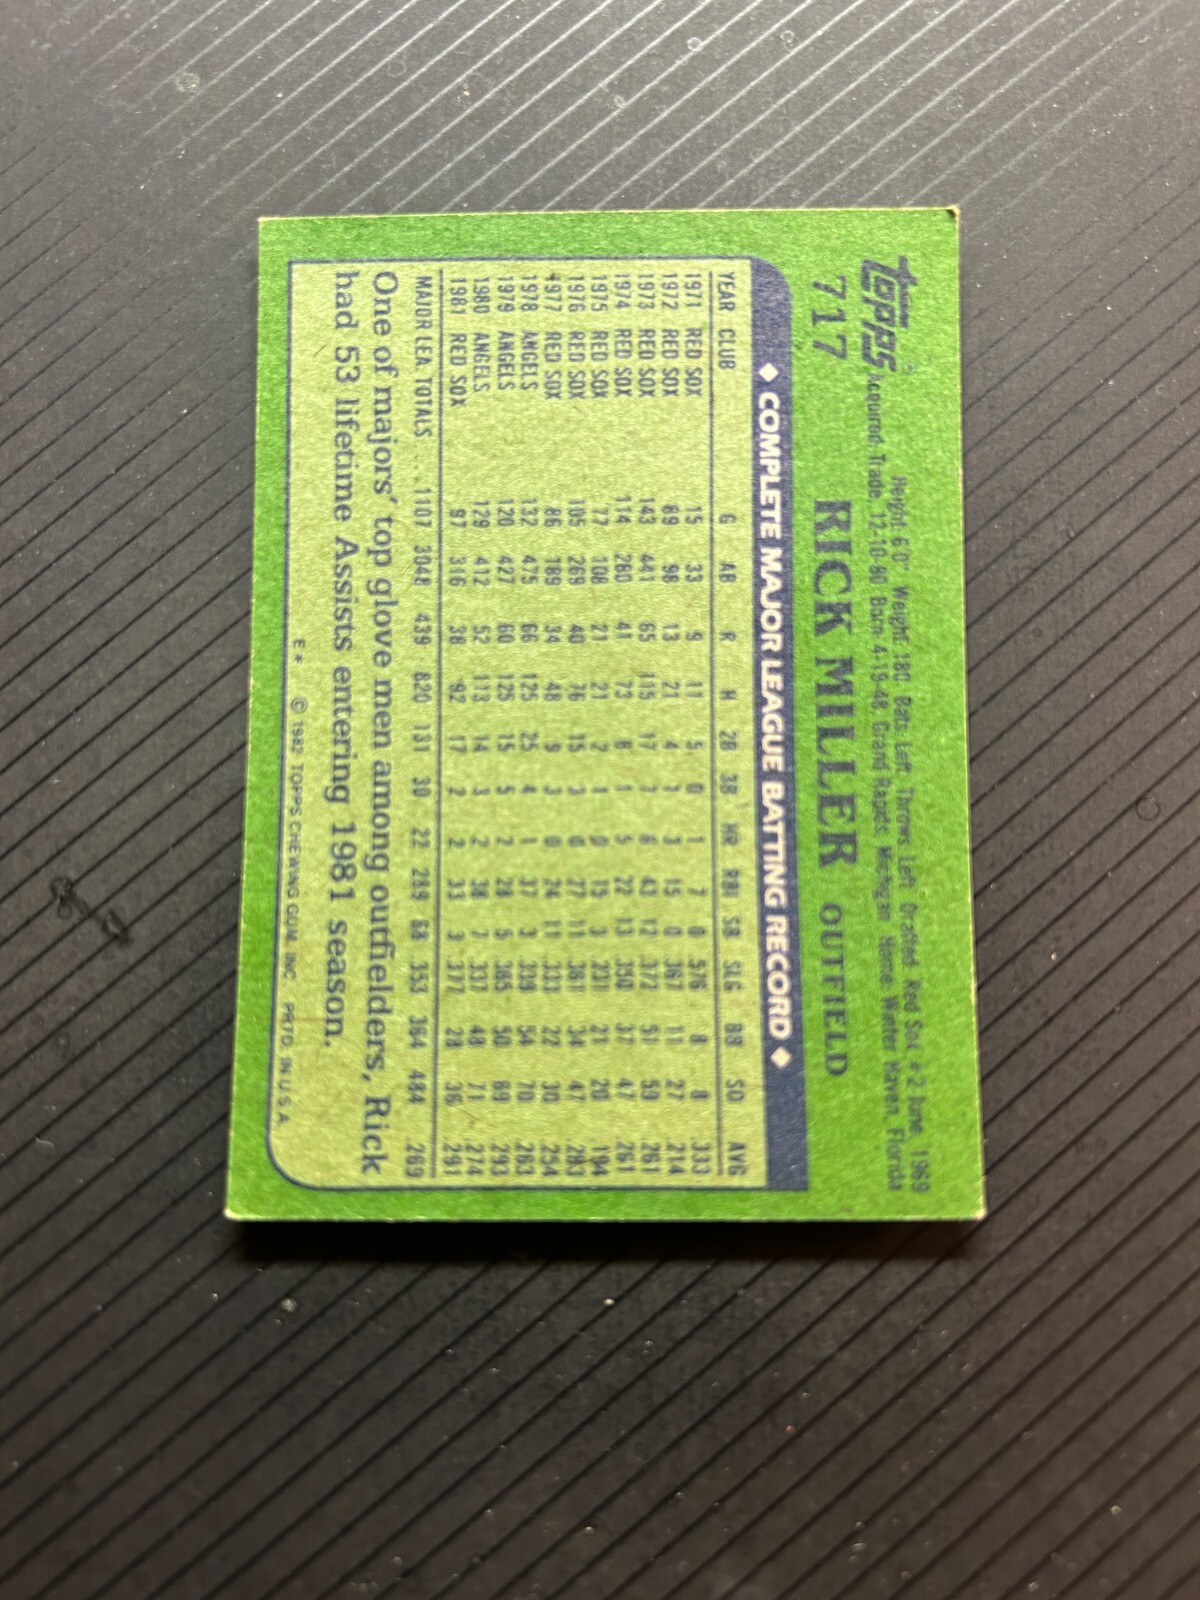 topps®
Height: 6'0" Weight: 180 Bats: Left Throws: Left Drafted: Red Sox #2-June, 1969
Acquired: Trade, 12-10-80 Born: 4-19-48, Grand Rapids, Michigan Home: Winter Haven, Florida
717 RICK MILLER OUTFIELD
◆ COMPLETE MAJOR LEAGUE BATTING RECORD ◆
YEAR CLUB G AB R H 2B 3B HR RBI SB SLG BB SO AVG
1971 RED SOX 15 33 9 11 5 0 1 7 0 .576 8 8 .333
1972 RED SOX 89 98 13 21 4 1 3 15 0 .367 11 27 .214
1973 RED SOX 143 441 65 115 17 7 6 43 12 .372 51 59 .261
1974 RED SOX 114 280 41 73 8 1 5 22 13 .350 37 47 .261
1975 RED SOX 77 108 21 21 2 1 0 15 3 .231 21 20 .194
1976 RED SOX 105 269 40 76 15 3 0 27 11 .361 34 47 .283
1977 RED SOX 86 189 34 48 9 3 0 24 11 .333 22 30 .254
1978 ANGELS 132 475 66 125 25 4 1 37 3 .339 54 70 .263
1979 ANGELS 120 427 60 125 15 5 2 28 5 .365 50 69 .293
1980 ANGELS 129 412 52 113 14 3 2 38 7 .337 48 71 .274
1981 RED SOX 97 316 38 92 17 2 2 33 3 .377 28 36 .291
MAJOR LEA. TOTALS ... 1107 3048 439 820 131 30 22 289 68 .353 364 484 .269
One of majors' top glove men among outfielders, Rick
had 53 lifetime Assists entering 1981 season.
E* © 1982 TOPPS CHEWING GUM, INC. PRTD. IN U.S.A.